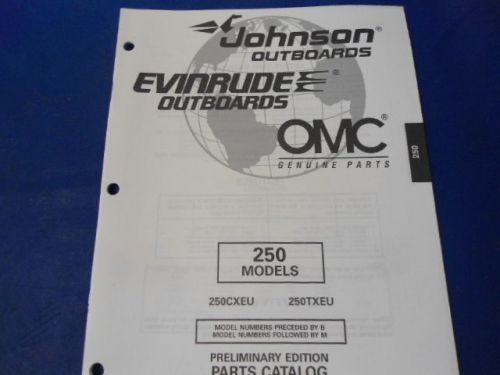 Johnson®
OUTBOARDS
EVINRUDE®
OUTBOARDS
OMC®
GENUINE PARTS
250
250
MODELS
250CXEU 250TXEU
MODEL NUMBERS PRECEDED BY B
MODEL NUMBERS FOLLOWED BY M
PRELIMINARY EDITION
PARTS CATALOG